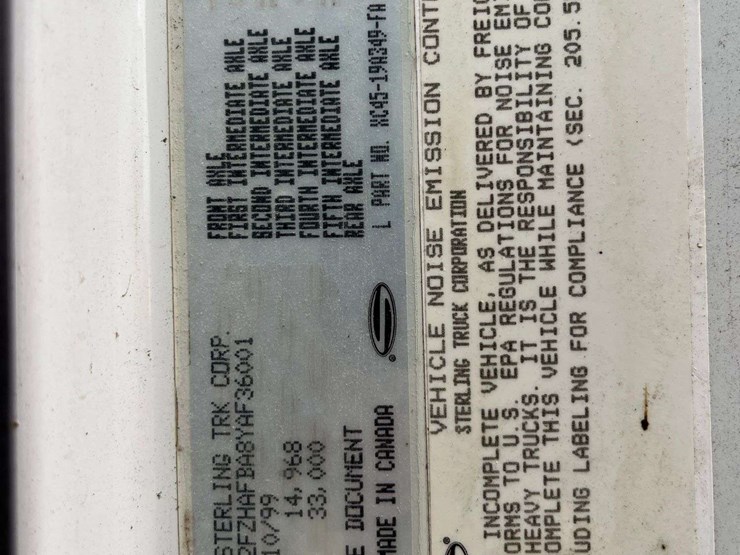 STERLING TRK CORP.
2FZHAFBA8YAF36001
10/99
14,968
33,000
E DOCUMENT
MADE IN CANADA
FRONT AXLE
FIRST INTERMEDIATE AXLE
SECOND INTERMEDIATE AXLE
THIRD INTERMEDIATE AXLE
FOURTH INTERMEDIATE AXLE
FIFTH INTERMEDIATE AXLE
REAR AXLE
L PART NO. XC45-19A349-FA
VEHICLE NOISE EMISSION CONT
STERLING TRUCK CORPORATION
INCOMPLETE VEHICLE, AS DELIVERED BY FREIG
ORMS TO U.S. EPA REGULATIONS FOR NOISE EM
HEAVY TRUCKS. IT IS THE RESPONSIBILITY OF
OMPLETE THIS VEHICLE WHILE MAINTAINING CO
UDING LABELING FOR COMPLIANCE (SEC. 205.5